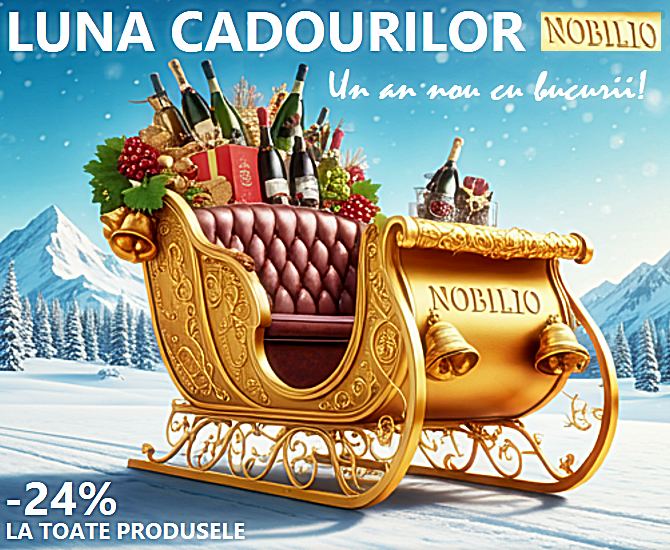 LUNA CADOURILOR NOBILIO
Un an nou cu bucurii!
NOBILIO
-24%
LA TOATE PRODUSELE